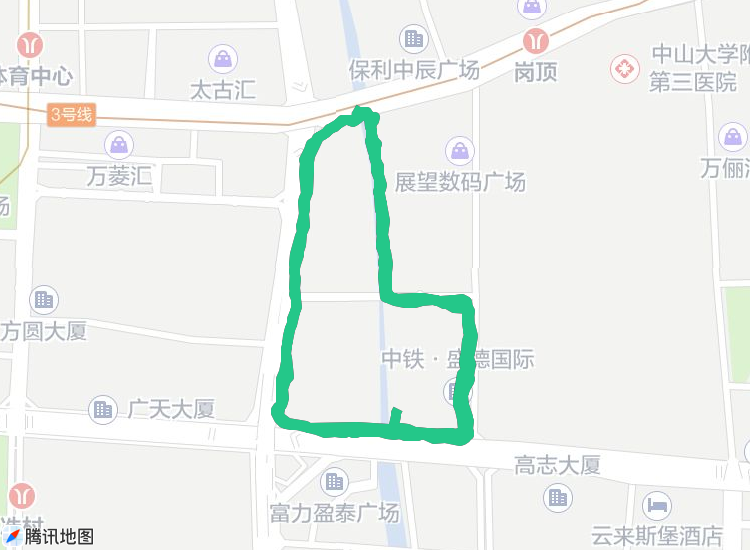 保利中辰广场
岗顶
中山大学附
第三医院
体育中心
太古汇
3号线
万菱汇
展望数码广场
万俪汇
场
方圆大厦
中铁·盛德国际
广天大厦
高志大厦
富力盈泰广场
云来斯堡酒店
冼村
腾讯地图